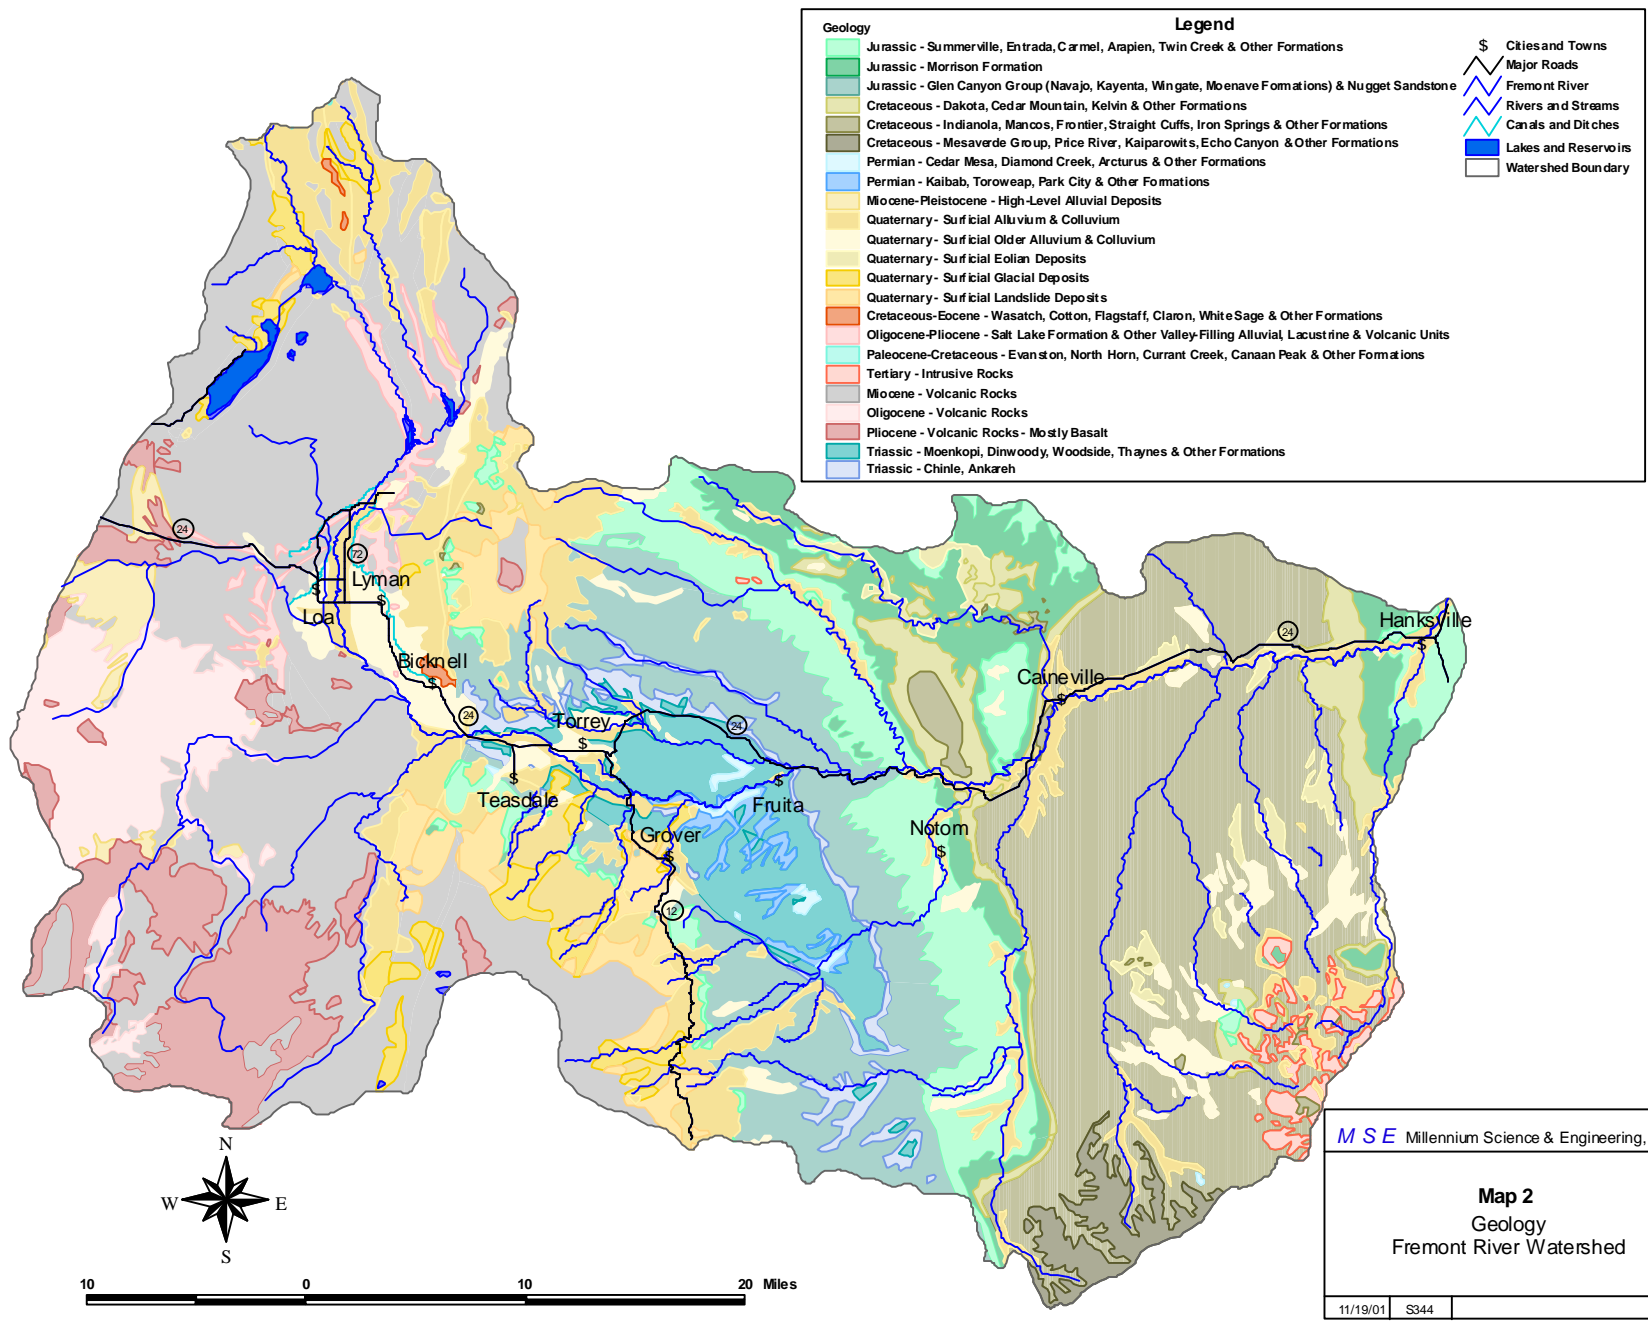 Legend
Geology
Jurassic - Summerville, Entrada, Carmel, Arapien, Twin Creek & Other Formations
Jurassic - Morrison Formation
Jurassic - Glen Canyon Group (Navajo, Kayenta, Wingate, Moenave Formations) & Nugget Sandstone
Cretaceous - Dakota, Cedar Mountain, Kelvin & Other Formations
Cretaceous - Indianola, Mancos, Frontier, Straight Cuffs, Iron Springs & Other Formations
Cretaceous - Mesaverde Group, Price River, Kaiparowits, Echo Canyon & Other Formations
Permian - Cedar Mesa, Diamond Creek, Arcturus & Other Formations
Permian - Kaibab, Toroweap, Park City & Other Formations
Miocene-Pleistocene - High-Level Alluvial Deposits
Quaternary - Surficial Alluvium & Colluvium
Quaternary - Surficial Older Alluvium & Colluvium
Quaternary - Surficial Eolian Deposits
Quaternary - Surficial Glacial Deposits
Quaternary - Surficial Landslide Deposits
Cretaceous-Eocene - Wasatch, Cotton, Flagstaff, Claron, White Sage & Other Formations
Oligocene-Pliocene - Salt Lake Formation & Other Valley-Filling Alluvial, Lacustrine & Volcanic Units
Paleocene-Cretaceous - Evanston, North Horn, Currant Creek, Canaan Peak & Other Formations
Tertiary - Intrusive Rocks
Miocene - Volcanic Rocks
Oligocene - Volcanic Rocks
Pliocene - Volcanic Rocks - Mostly Basalt
Triassic - Moenkopi, Dinwoody, Woodside, Thaynes & Other Formations
Triassic - Chinle, Ankareh
$ Cities and Towns
Major Roads
Fremont River
Rivers and Streams
Canals and Ditches
Lakes and Reservoirs
Watershed Boundary
24
72
$
Lyman
$
Loa
Bicknell
$
24
Torrey
$
24
$
Teasdale
$
Fruita
Grover
$
12
Notom
$
Caineville
$
24
Hanksville
$
N
W E
S
10 0 10 20 Miles
M S E Millennium Science & Engineering,
Map 2
Geology
Fremont River Watershed
11/19/01 S344